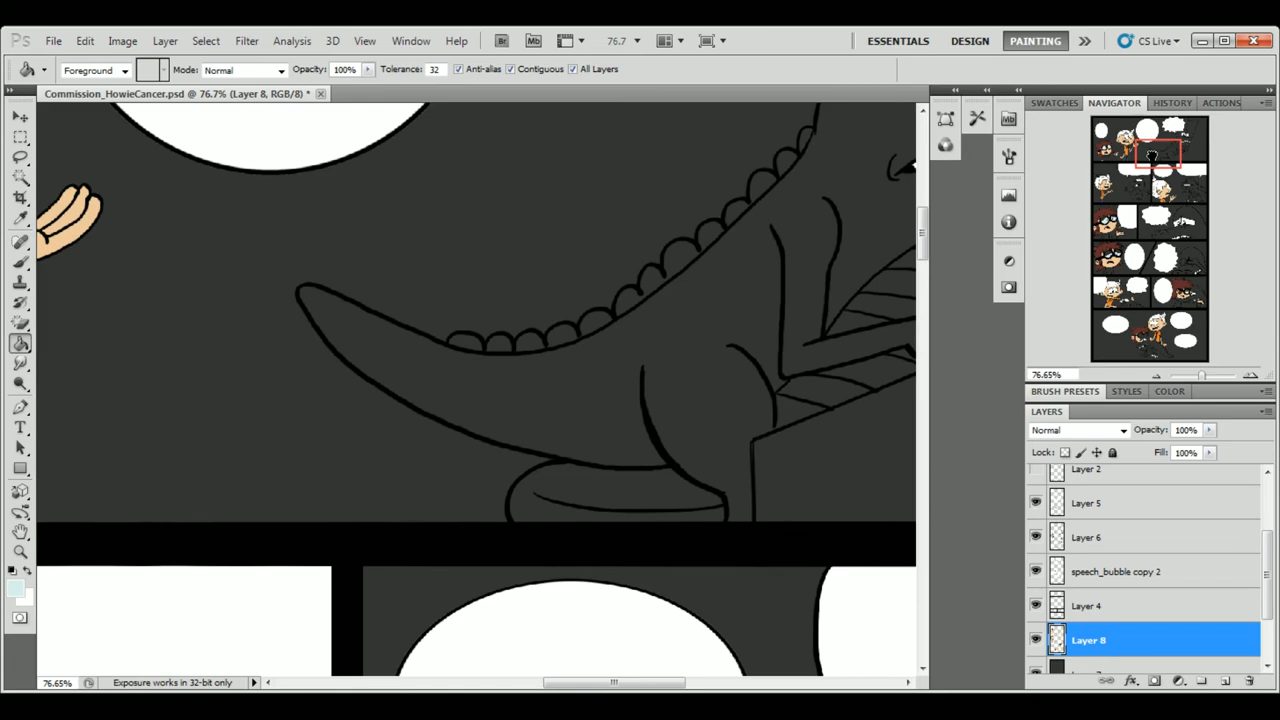 Ps File Edit Image Layer Select Filter Analysis 3D View Window Help Br Mb 76.7 ESSENTIALS DESIGN PAINTING CS Live
Foreground Mode: Normal Opacity: 100% Tolerance: 32 Anti-alias Contiguous All Layers
Commission_HowieCancer.psd @ 76.7% (Layer 8, RGB/8) *
SWATCHES NAVIGATOR HISTORY ACTIONS
Mb
76.65%
BRUSH PRESETS STYLES COLOR
LAYERS
Normal Opacity: 100%
Lock: Fill: 100%
Layer 2
Layer 5
Layer 6
speech_bubble copy 2
Layer 4
Layer 8
76.65% Exposure works in 32-bit only
fx